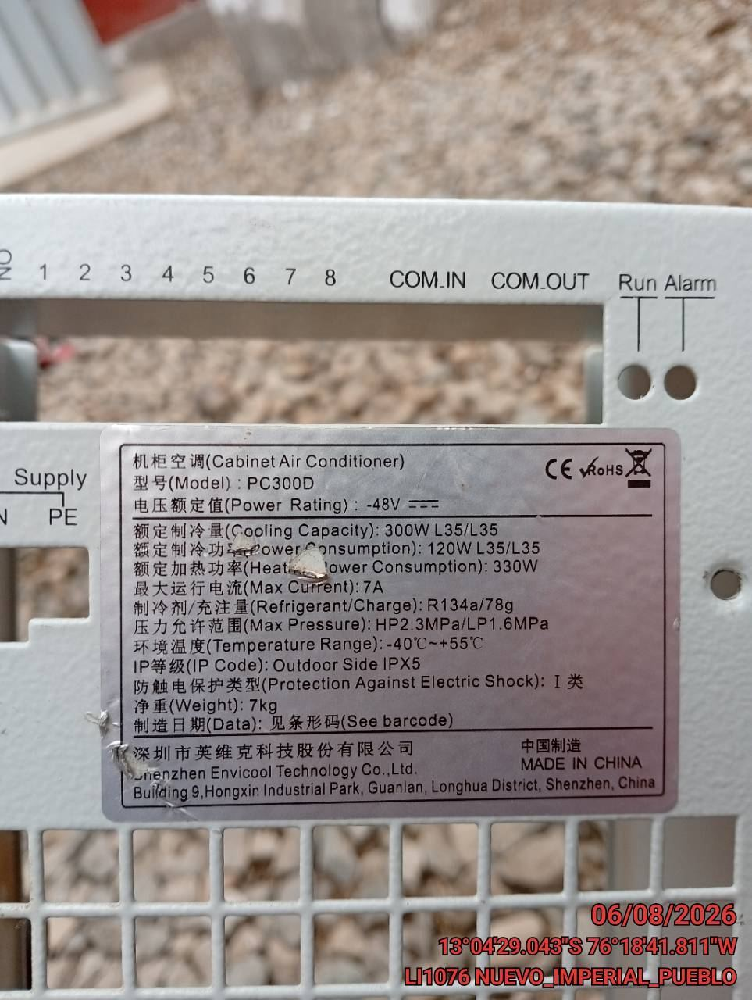 NO 1 2 3 4 5 6 7 8 COM.IN COM.OUT Run Alarm
Supply
N PE
机柜空调(Cabinet Air Conditioner)
CE RoHS
型号(Model) : PC300D
电压额定值(Power Rating) : -48V
额定制冷量(Cooling Capacity): 300W L35/L35
额定制冷功率(Power Consumption): 120W L35/L35
额定加热功率(Heat Power Consumption): 330W
最大运行电流(Max Current): 7A
制冷剂/充注量(Refrigerant/Charge): R134a/78g
压力允许范围(Max Pressure): HP2.3MPa/LP1.6MPa
环境温度(Temperature Range): -40℃~+55℃
IP等级(IP Code): Outdoor Side IPX5
防触电保护类型(Protection Against Electric Shock): I 类
净重(Weight): 7kg
制造日期(Data): 见条形码(See barcode)
深圳市英维克科技股份有限公司
Shenzhen Envicool Technology Co.,Ltd.
中国制造
MADE IN CHINA
Building 9,Hongxin Industrial Park, Guanlan, Longhua District, Shenzhen, China
06/08/2026
13°04'29.043"S 76°18'41.811"W
LI1076 NUEVO_IMPERIAL_PUEBLO